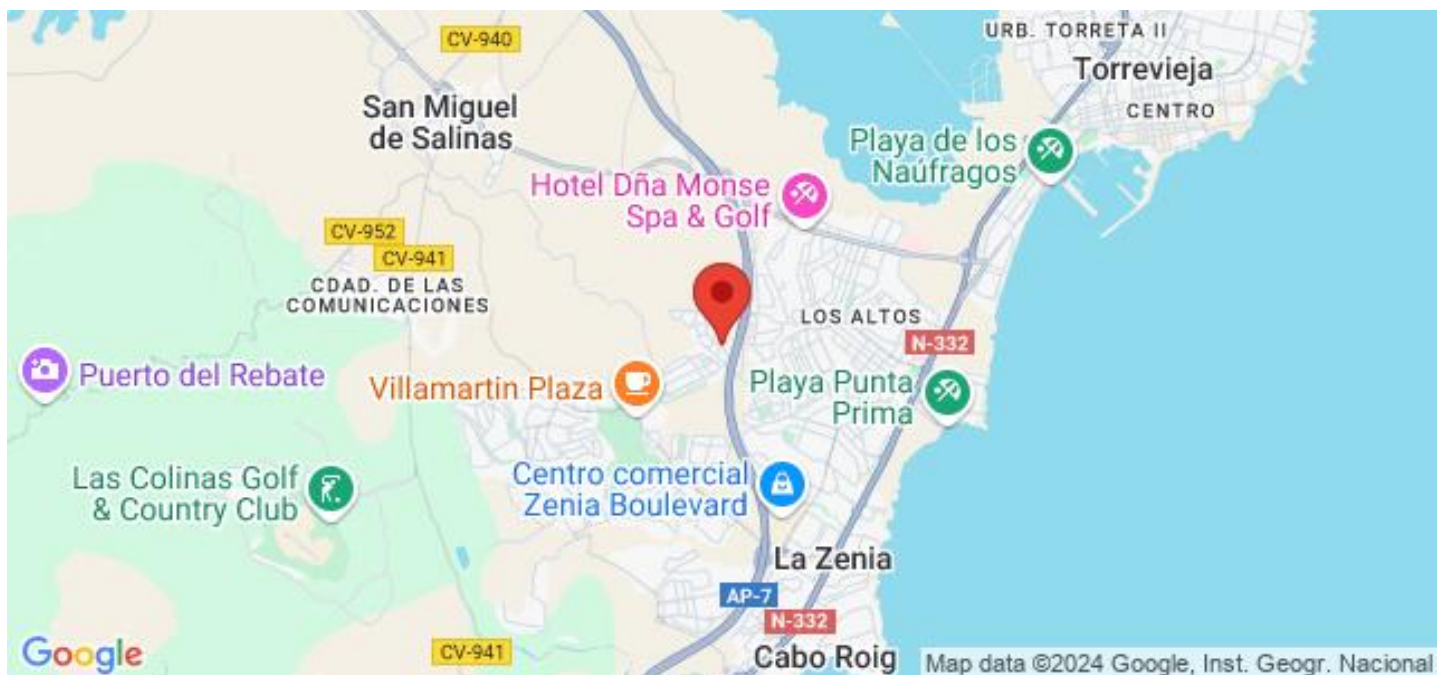 URB. TORRETA II
CV-940
Torrevieja
San Miguel
de Salinas
CENTRO
Playa de los
Naúfragos
Hotel Dña Monse
Spa & Golf
CV-952
CV-941
CDAD. DE LAS
COMUNICACIONES
LOS ALTOS
N-332
Puerto del Rebate
Villamartin Plaza
Playa Punta
Prima
Las Colinas Golf
& Country Club
Centro comercial
Zenia Boulevard
La Zenia
AP-7
N-332
CV-941
Cabo Roig
Google
Map data ©2024 Google, Inst. Geogr. Nacional